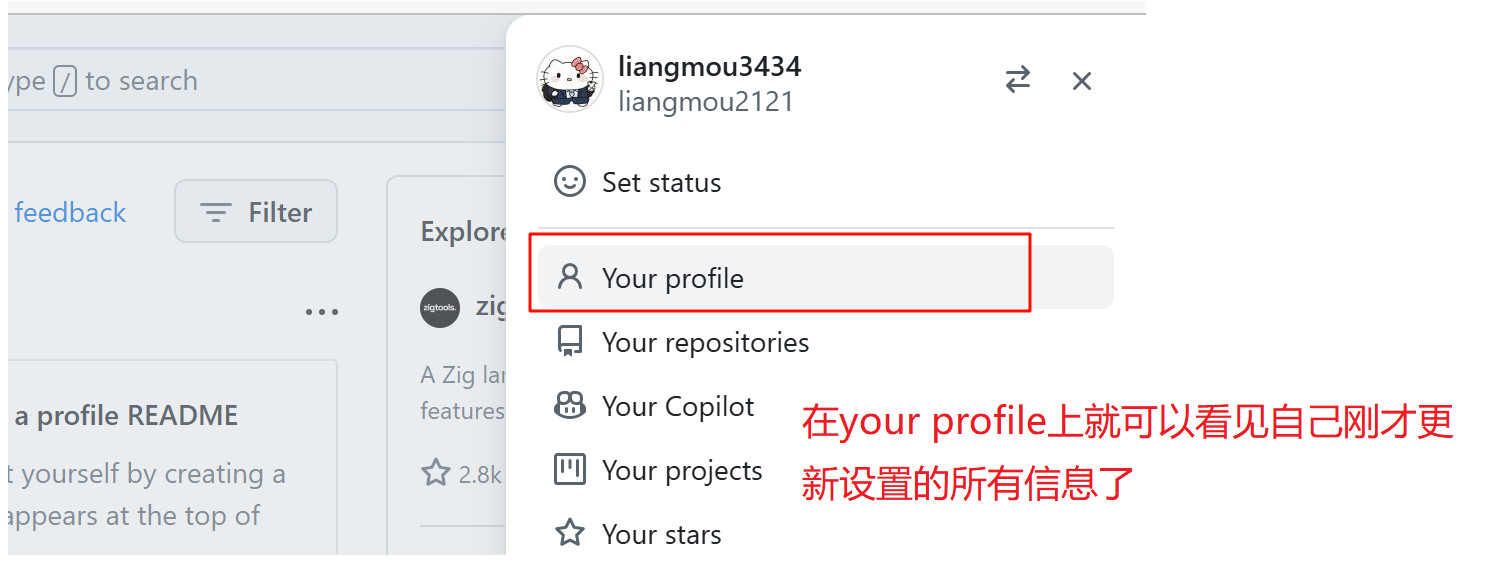 ype / to search
liangmou3434
liangmou2121
Set status
feedback
Filter
Explore
Your profile
zigtools.
zig
Your repositories
A Zig lan
features
a profile README
Your Copilot
在your profile上就可以看见自己刚才更
新设置的所有信息了
t yourself by creating a
2.8k
Your projects
appears at the top of
Your stars